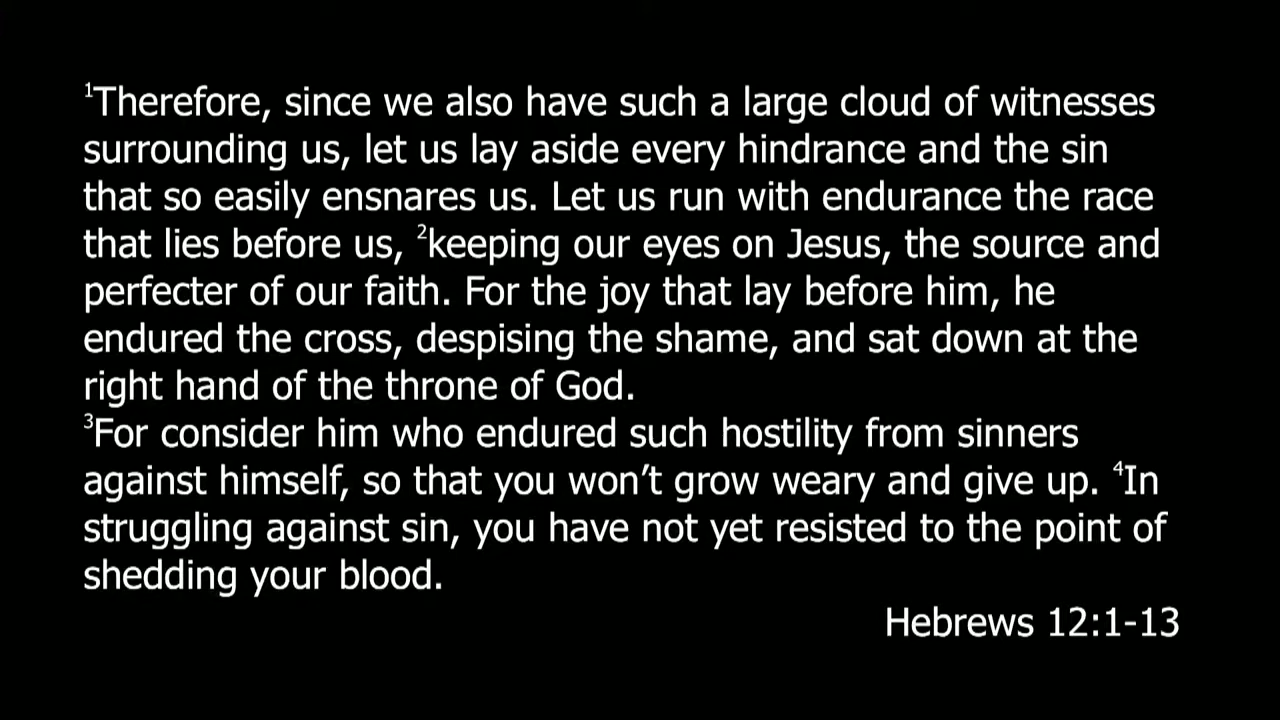 ¹Therefore, since we also have such a large cloud of witnesses
surrounding us, let us lay aside every hindrance and the sin
that so easily ensnares us. Let us run with endurance the race
that lies before us, ²keeping our eyes on Jesus, the source and
perfecter of our faith. For the joy that lay before him, he
endured the cross, despising the shame, and sat down at the
right hand of the throne of God.
³For consider him who endured such hostility from sinners
against himself, so that you won’t grow weary and give up. ⁴In
struggling against sin, you have not yet resisted to the point of
shedding your blood.
Hebrews 12:1-13